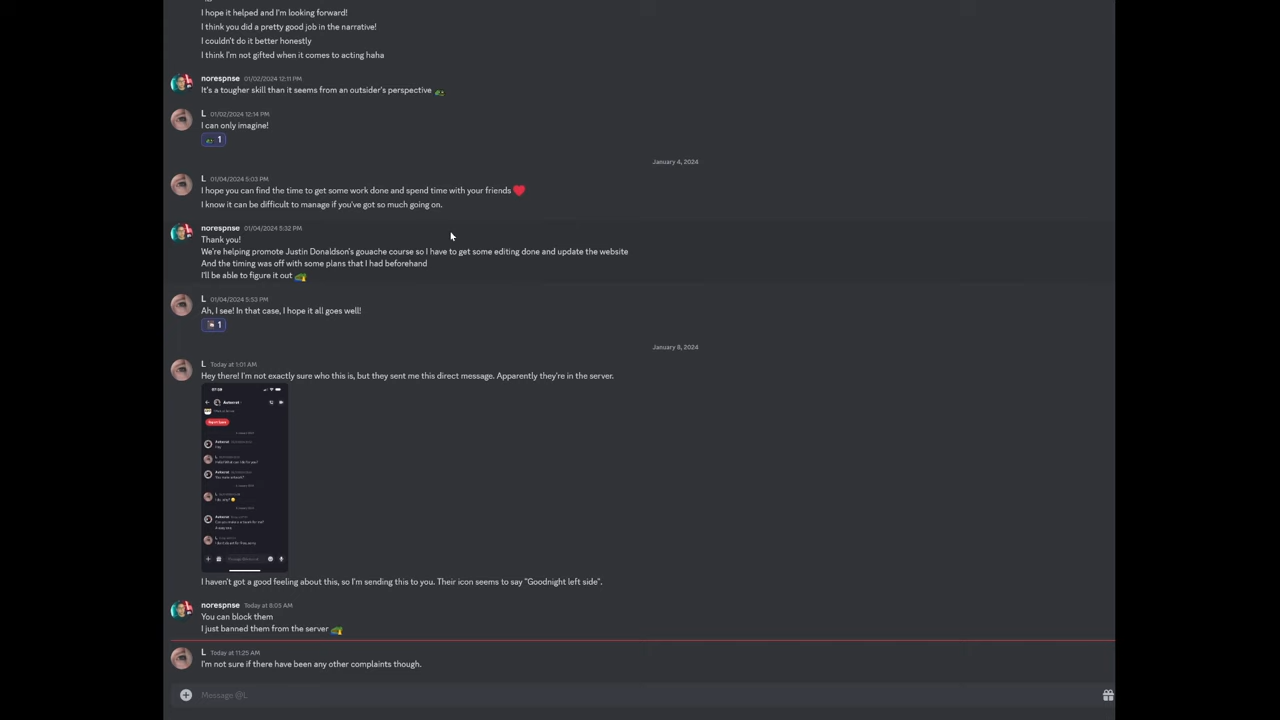 I hope it helped and I'm looking forward!
I think you did a pretty good job in the narrative!
I couldn't do it better honestly
I think I'm not gifted when it comes to acting haha
norespnse 01/02/2024 12:11 PM
It's a tougher skill than it seems from an outsider's perspective
L 01/02/2024 12:14 PM
I can only imagine!
1
January 4, 2024
L 01/04/2024 5:03 PM
I hope you can find the time to get some work done and spend time with your friends
I know it can be difficult to manage if you've got so much going on.
norespnse 01/04/2024 5:32 PM
Thank you!
We're helping promote Justin Donaldson's gouache course so I have to get some editing done and update the website
And the timing was off with some plans that I had beforehand
I'll be able to figure it out
L 01/04/2024 5:53 PM
Ah, I see! In that case, I hope it all goes well!
1
January 8, 2024
L Today at 1:01 AM
Hey there! I'm not exactly sure who this is, but they sent me this direct message. Apparently they're in the server.
Hey
I haven't got a good feeling about this, so I'm sending this to you. Their icon seems to say "Goodnight left side".
norespnse Today at 8:05 AM
You can block them
I just banned them from the server
L Today at 11:25 AM
I'm not sure if there have been any other complaints though.
Message @L